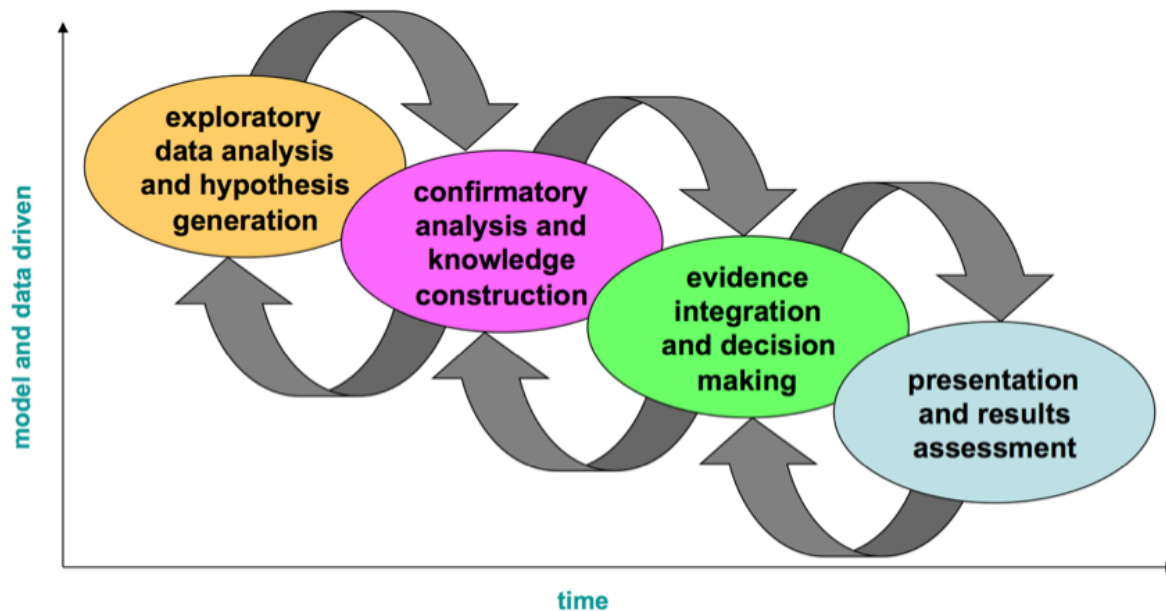 exploratory
data analysis
and hypothesis
generation
confirmatory
analysis and
knowledge
construction
evidence
integration
and decision
making
presentation
and results
assessment
model and data driven
time